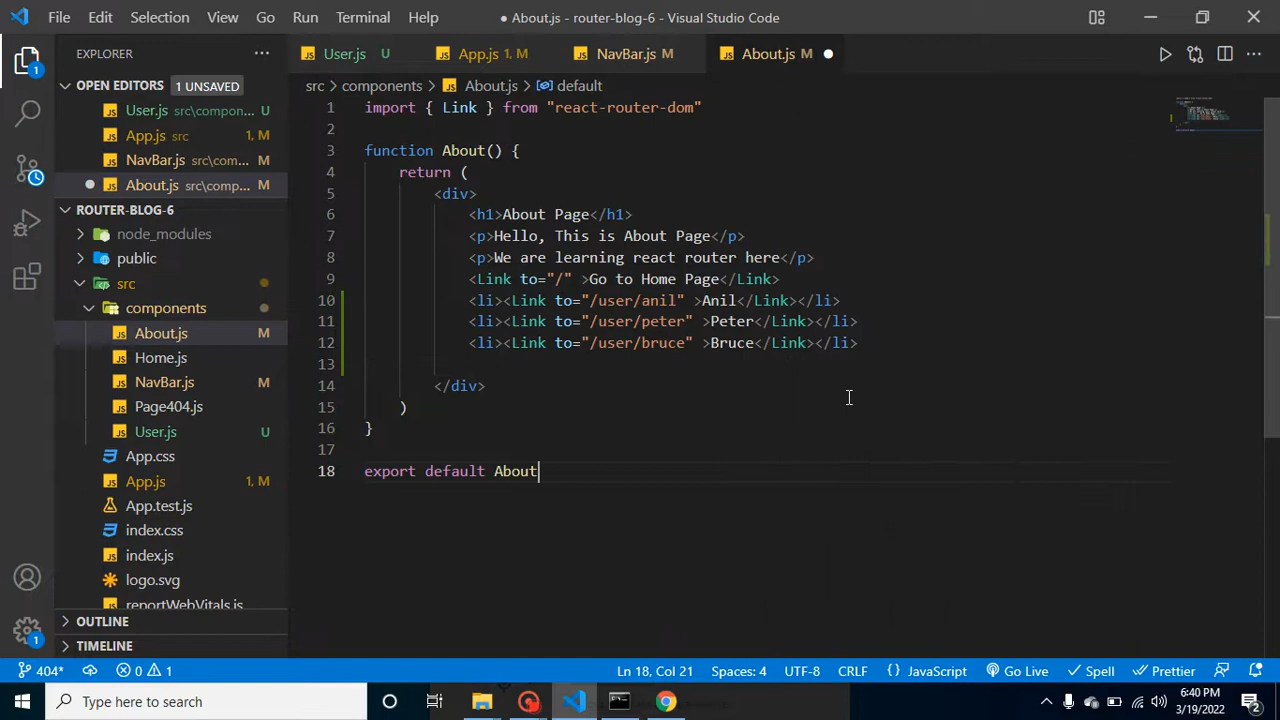 File Edit Selection View Go Run Terminal Help ● About.js - router-blog-6 - Visual Studio Code
EXPLORER ...
User.js U App.js 1, M NavBar.js M About.js M ●
OPEN EDITORS 1 UNSAVED
User.js src\compon... U
App.js src 1, M
NavBar.js src\com... M
About.js src\comp... M
ROUTER-BLOG-6
node_modules
public
src
components
About.js M
Home.js
NavBar.js M
Page404.js
User.js U
App.css
App.js 1, M
App.test.js
index.css
index.js
logo.svg
reportWebVitals.js
OUTLINE
TIMELINE
src > components > About.js > default
1 import { Link } from "react-router-dom"
2
3 function About() {
4 return (
5 <div>
6 <h1>About Page</h1>
7 <p>Hello, This is About Page</p>
8 <p>We are learning react router here</p>
9 <Link to="/" >Go to Home Page</Link>
10 <li><Link to="/user/anil" >Anil</Link></li>
11 <li><Link to="/user/peter" >Peter</Link></li>
12 <li><Link to="/user/bruce" >Bruce</Link></li>
13
14 </div>
15 )
16 }
17
18 export default About
1
1
404* 0 1 Ln 18, Col 21 Spaces: 4 UTF-8 CRLF { } JavaScript Go Live Spell Prettier
Type here to search
6:40 PM
3/19/2022
2